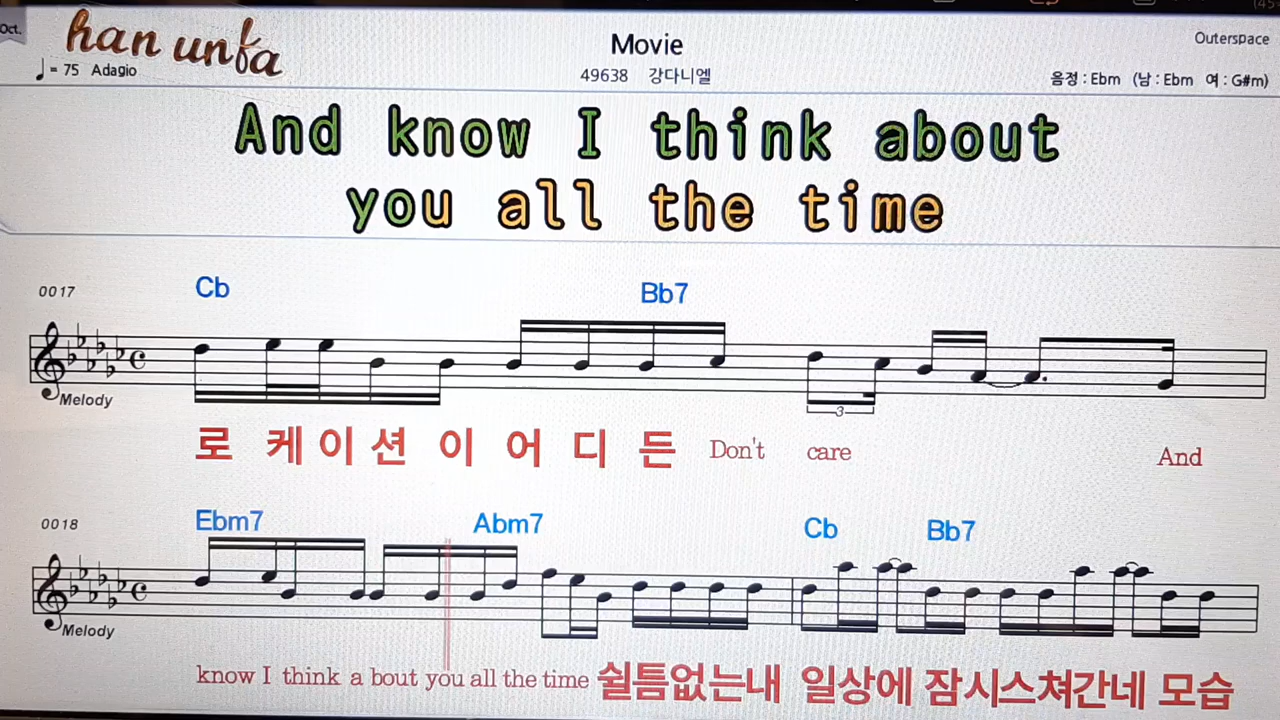 Oct.
han unfa
Movie
Outerspace
♩= 75 Adagio
49638 강다니엘
음정 : Ebm (남 : Ebm 여 : G#m)
And know I think about
you all the time
0017
Cb Bb7
Melody
3
로 케 이 션 이 어 디 든 Don't care And
0018
Ebm7 Abm7 Cb Bb7
Melody
know I think a bout you all the time 쉴틈없는내 일상에 잠시스쳐간네 모습